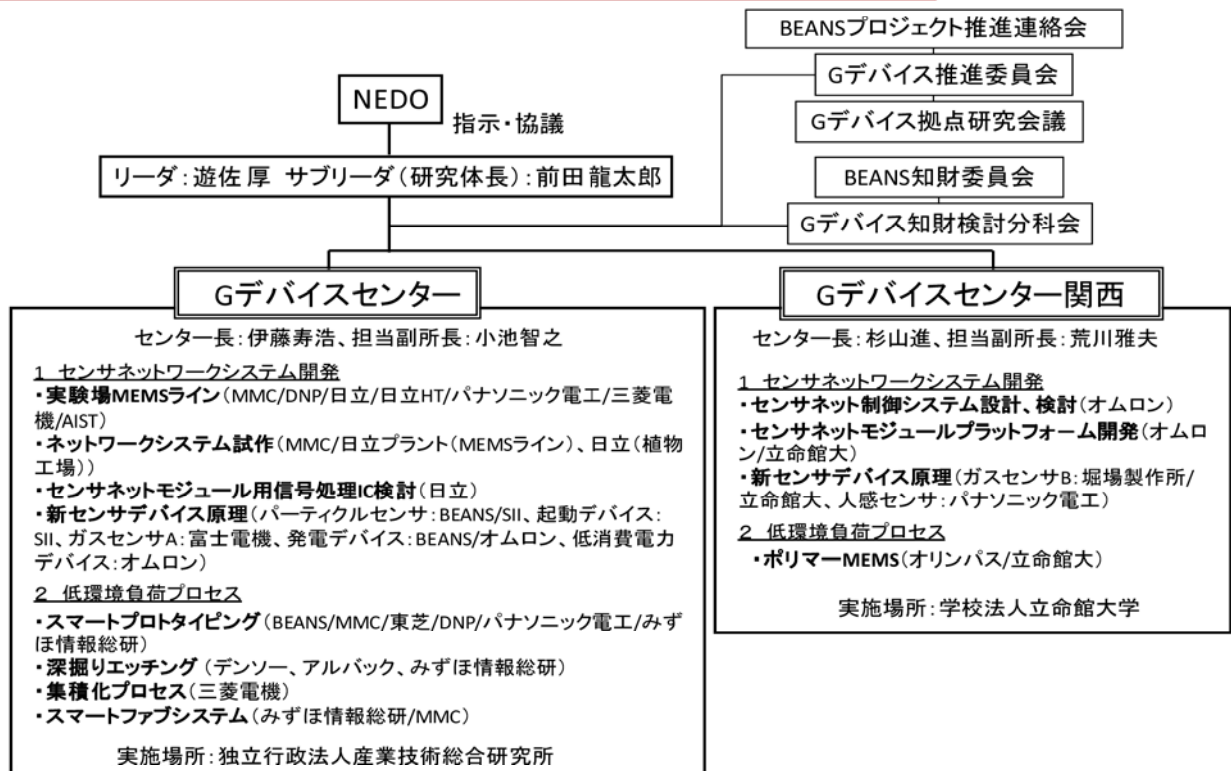 BEANSプロジェクト推進連絡会
Gデバイス推進委員会
Gデバイス拠点研究会議
NEDO
指示・協議
リーダ：遊佐 厚 サブリーダ（研究体長）：前田龍太郎
BEANS知財委員会
Gデバイス知財検討分科会
Gデバイスセンター
センター長：伊藤寿浩、担当副所長：小池智之
1 センサネットワークシステム開発
・実験場MEMSライン（MMC/DNP/日立/日立HT/パナソニック電工/三菱電
機/AIST）
・ネットワークシステム試作（MMC/日立プラント（MEMSライン）、日立（植物
工場））
・センサネットモジュール用信号処理IC検討（日立）
・新センサデバイス原理（パーティクルセンサ：BEANS/SII、起動デバイス：
SII、ガスセンサA：富士電機、発電デバイス：BEANS/オムロン、低消費電力
デバイス：オムロン）
2 低環境負荷プロセス
・スマートプロトタイピング（BEANS/MMC/東芝/DNP/パナソニック電工/みず
ほ情報総研）
・深掘りエッチング（デンソー、アルバック、みずほ情報総研）
・集積化プロセス（三菱電機）
・スマートファブシステム（みずほ情報総研/MMC）
実施場所：独立行政法人産業技術総合研究所
Gデバイスセンター関西
センター長：杉山進、担当副所長：荒川雅夫
1 センサネットワークシステム開発
・センサネット制御システム設計、検討（オムロン）
・センサネットモジュールプラットフォーム開発（オムロ
ン/立命館大）
・新センサデバイス原理（ガスセンサB：堀場製作所/
立命館大、人感センサ：パナソニック電工）
2 低環境負荷プロセス
・ポリマーMEMS（オリンパス/立命館大）
実施場所：学校法人立命館大学